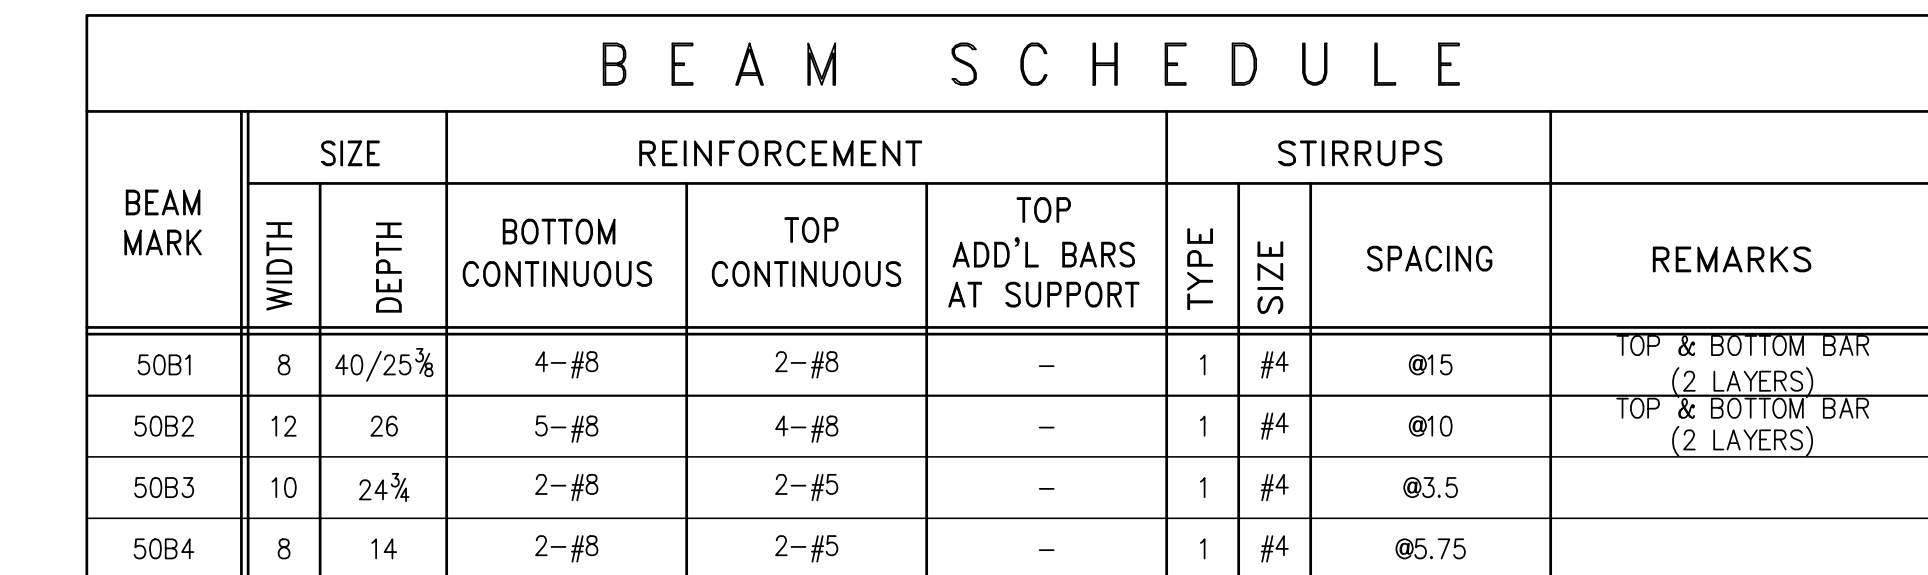 BEAM SCHEDULE
BEAM MARK
SIZE
REINFORCEMENT
STIRRUPS
WIDTH
DEPTH
BOTTOM CONTINUOUS
TOP CONTINUOUS
TOP ADD'L BARS AT SUPPORT
TYPE
SIZE
SPACING
REMARKS
50B1 8 40/25⅜ 4-#8 2-#8 - 1 #4 @15 TOP & BOTTOM BAR (2 LAYERS)
50B2 12 26 5-#8 4-#8 - 1 #4 @10 TOP & BOTTOM BAR (2 LAYERS)
50B3 10 24¾ 2-#8 2-#5 - 1 #4 @3.5
50B4 8 14 2-#8 2-#5 - 1 #4 @5.75